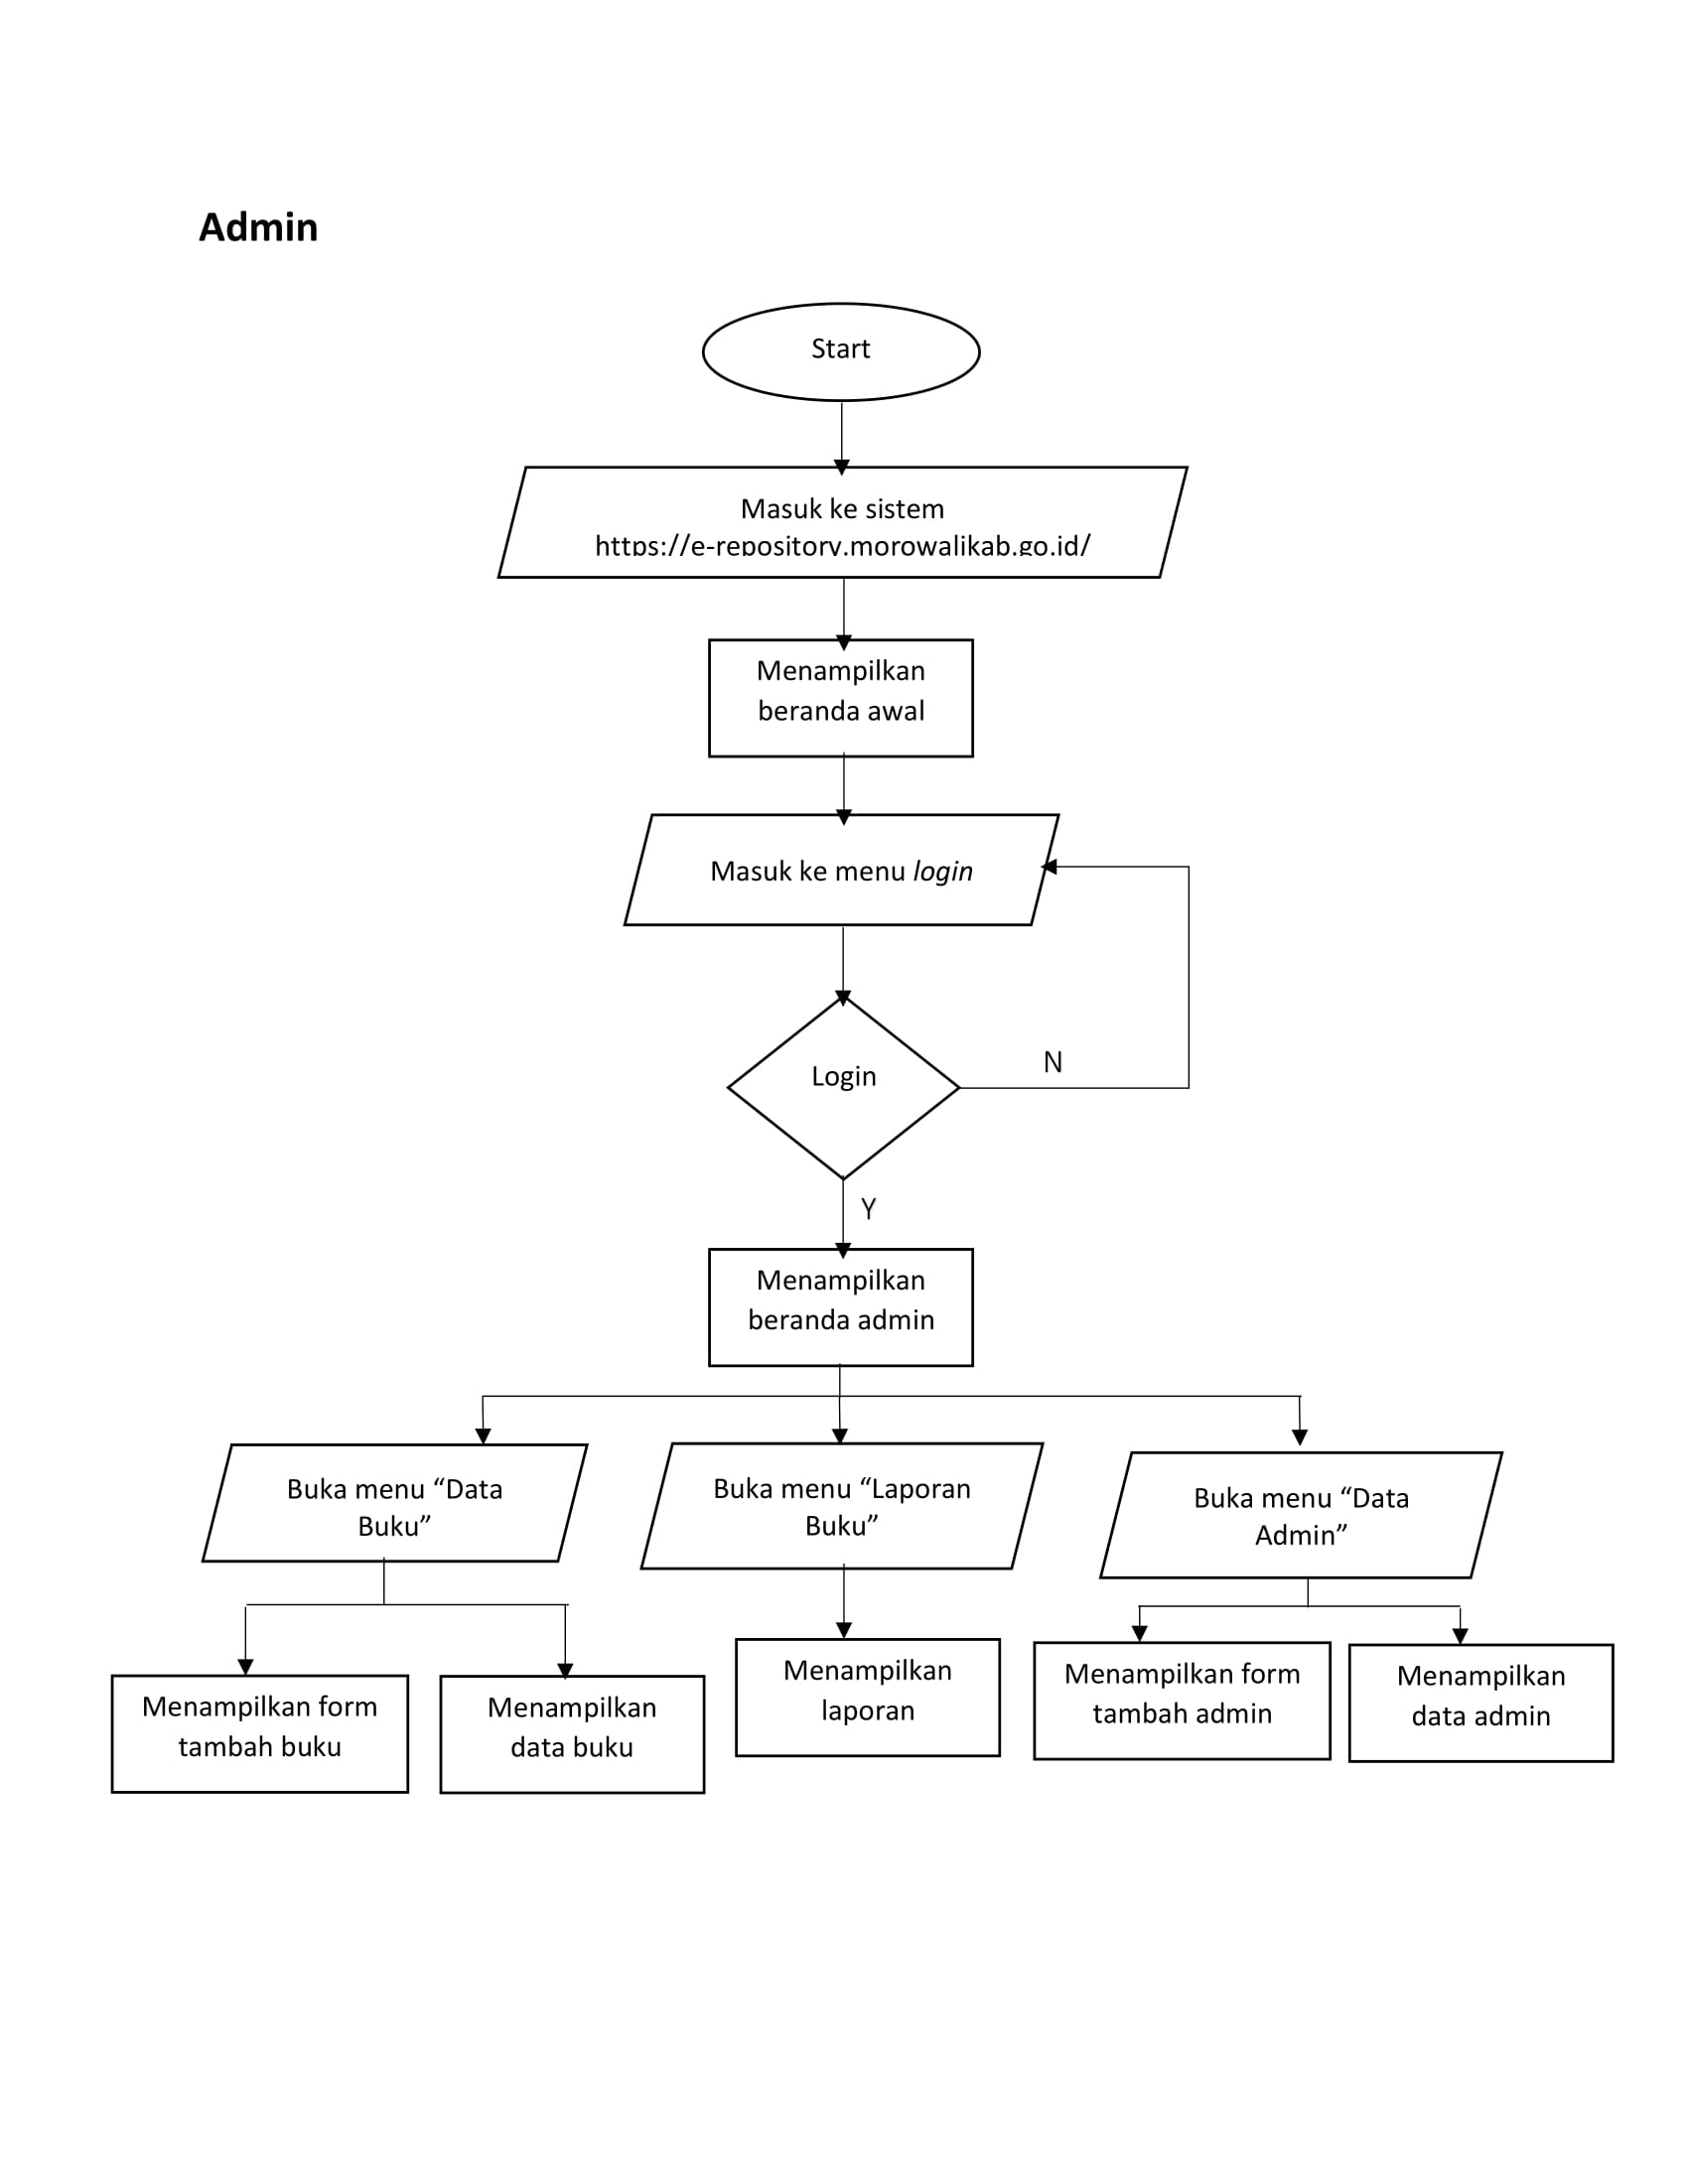 Admin
Start
Masuk ke sistem
https://e-repository.morowalikab.go.id/
Menampilkan
beranda awal
Masuk ke menu login
Login
N
Y
Menampilkan
beranda admin
Buka menu “Data
Buku”
Buka menu “Laporan
Buku”
Buka menu “Data
Admin”
Menampilkan form
tambah buku
Menampilkan
data buku
Menampilkan
laporan
Menampilkan form
tambah admin
Menampilkan
data admin